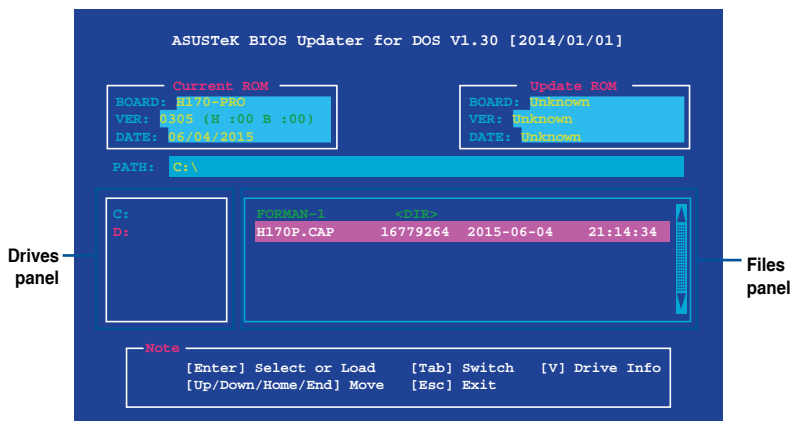 ASUSTeK BIOS Updater for DOS V1.30 [2014/01/01]
Current ROM
BOARD: H170-PRO
VER: 0305 (H :00 B :00)
DATE: 06/04/2015
Update ROM
BOARD: Unknown
VER: Unknown
DATE: Unknown
PATH: C:\
C:
D:
FORMAN~1 <DIR>
H170P.CAP 16779264 2015-06-04 21:14:34
Drives panel
Files panel
Note
[Enter] Select or Load [Tab] Switch [V] Drive Info
[Up/Down/Home/End] Move [Esc] Exit